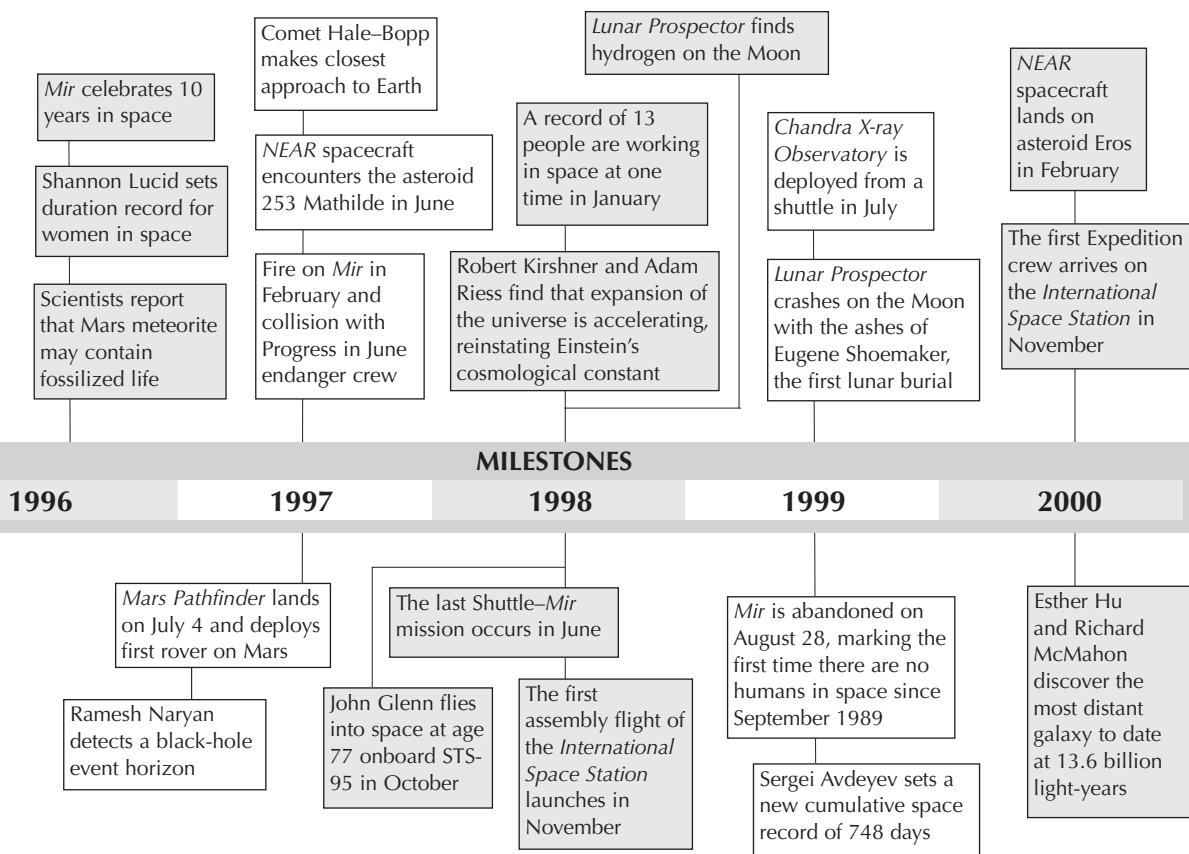 Mir celebrates 10
years in space
Shannon Lucid sets
duration record for
women in space
Scientists report
that Mars meteorite
may contain
fossilized life
Comet Hale–Bopp
makes closest
approach to Earth
NEAR spacecraft
encounters the asteroid
253 Mathilde in June
Fire on Mir in
February and
collision with
Progress in June
endanger crew
Lunar Prospector finds
hydrogen on the Moon
A record of 13
people are working
in space at one
time in January
Robert Kirshner and Adam
Riess find that expansion of
the universe is accelerating,
reinstating Einstein’s
cosmological constant
Chandra X-ray
Observatory is
deployed from a
shuttle in July
Lunar Prospector
crashes on the Moon
with the ashes of
Eugene Shoemaker,
the first lunar burial
NEAR
spacecraft
lands on
asteroid Eros
in February
The first Expedition
crew arrives on
the International
Space Station in
November
MILESTONES
1996 1997 1998 1999 2000
Mars Pathfinder lands
on July 4 and deploys
first rover on Mars
Ramesh Naryan
detects a black-hole
event horizon
John Glenn flies
into space at age
77 onboard STS-
95 in October
The last Shuttle–Mir
mission occurs in June
The first
assembly flight of
the International
Space Station
launches in
November
Mir is abandoned on
August 28, marking the
first time there are no
humans in space since
September 1989
Sergei Avdeyev sets a
new cumulative space
record of 748 days
Esther Hu
and Richard
McMahon
discover the
most distant
galaxy to date
at 13.6 billion
light-years